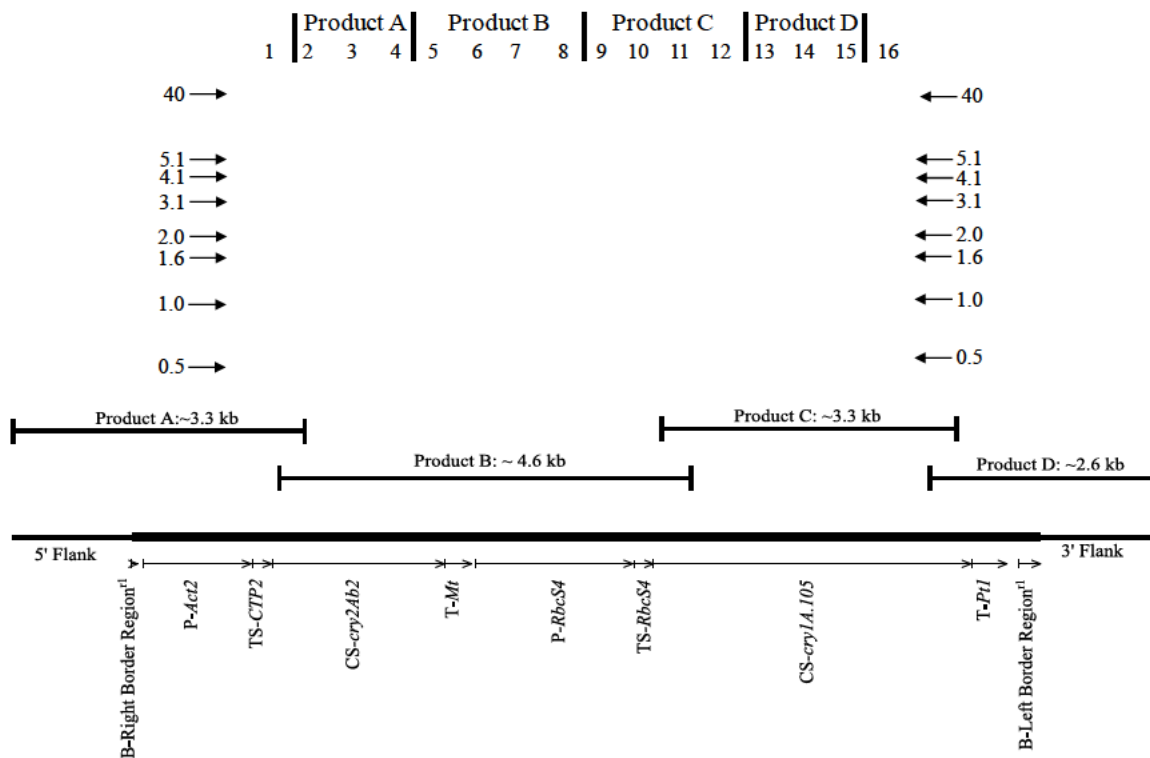 Product A Product B Product C Product D
1 2 3 4 5 6 7 8 9 10 11 12 13 14 15 16
40 40
5.1 5.1
4.1 4.1
3.1 3.1
2.0 2.0
1.6 1.6
1.0 1.0
0.5 0.5
Product A:~3.3 kb
Product C: ~3.3 kb
Product B: ~ 4.6 kb
Product D: ~2.6 kb
5' Flank
3' Flank
B-Right Border Region^r1
P-Act2
TS-CTP2
CS-cry2Ab2
T-Mt
P-RbcS4
TS-RbcS4
CS-cry1A.105
T-Pt1
B-Left Border Region^r1